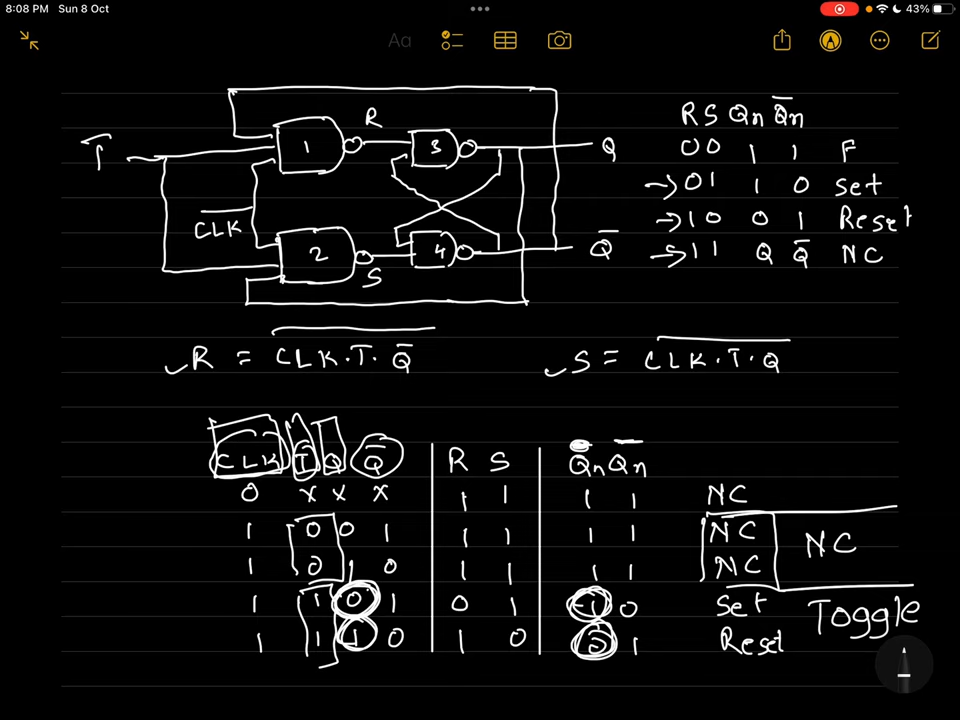 8:08 PM Sun 8 Oct
43%
Aa
R
T
1
3
Q
CLK
2
S
4
Q̅
R S Qn Q̅n
0 0 1 1 F
→ 0 1 1 0 Set
→ 1 0 0 1 Reset
→ 1 1 Q Q̅ NC
✓ R = \overline{CLK·T·Q̅}
✓ S = \overline{CLK·T·Q}
CLK T Q Q̅ R S Q̅n Q̅n
0 x x x 1 1 1 1 NC
1 0 0 1 1 1 1 1 NC
1 0 1 0 1 1 1 1 NC
NC
1 1 0 1 0 1 1 0 Set
1 1 1 0 1 0 0 1 Reset
Toggle